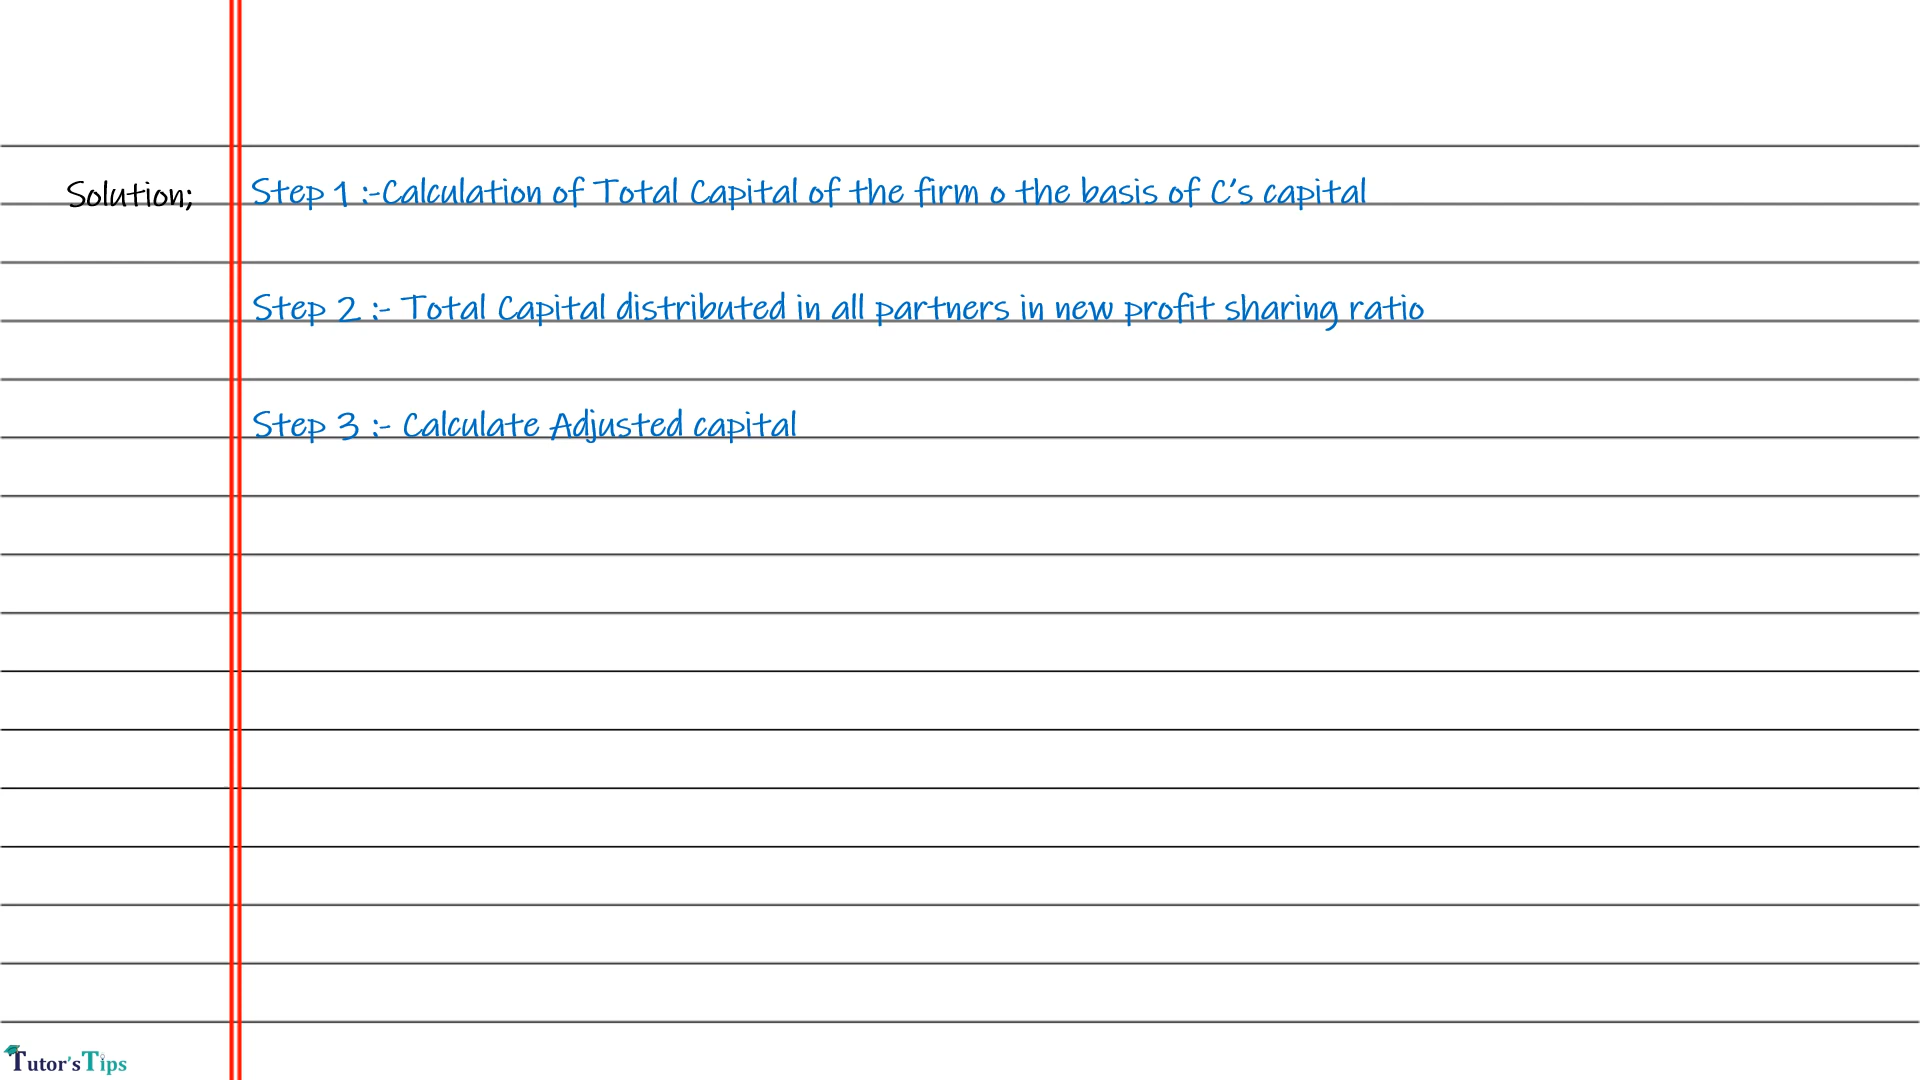 Solution; Step 1 :-Calculation of Total Capital of the firm o the basis of C's capital
Step 2 :- Total Capital distributed in all partners in new profit sharing ratio
Step 3 :- Calculate Adjusted capital
Tutor'sTips